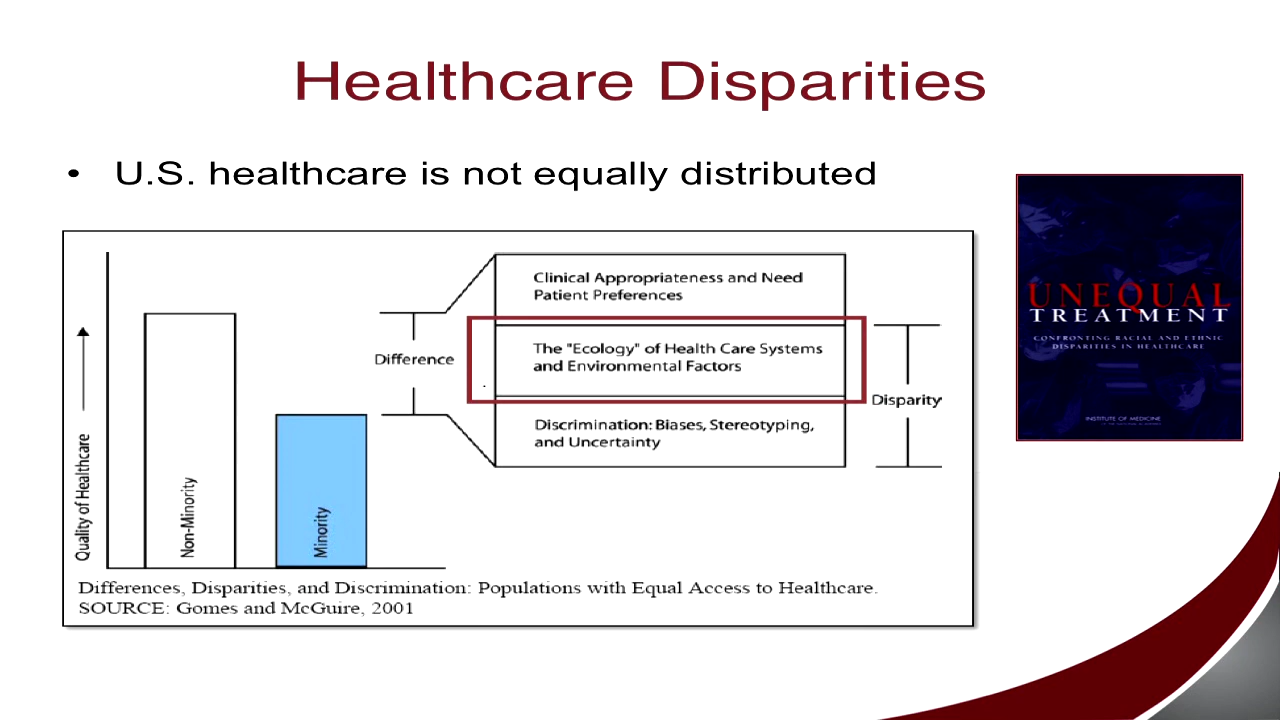 Healthcare Disparities
• U.S. healthcare is not equally distributed
Quality of Healthcare
Non-Minority
Minority
Difference
Clinical Appropriateness and Need
Patient Preferences
The "Ecology" of Health Care Systems
and Environmental Factors
Discrimination: Biases, Stereotyping,
and Uncertainty
Disparity
Differences, Disparities, and Discrimination: Populations with Equal Access to Healthcare.
SOURCE: Gomes and McGuire, 2001
UNEQUAL
TREATMENT
CONFRONTING RACIAL AND ETHNIC
DISPARITIES IN HEALTHCARE
INSTITUTE OF MEDICINE